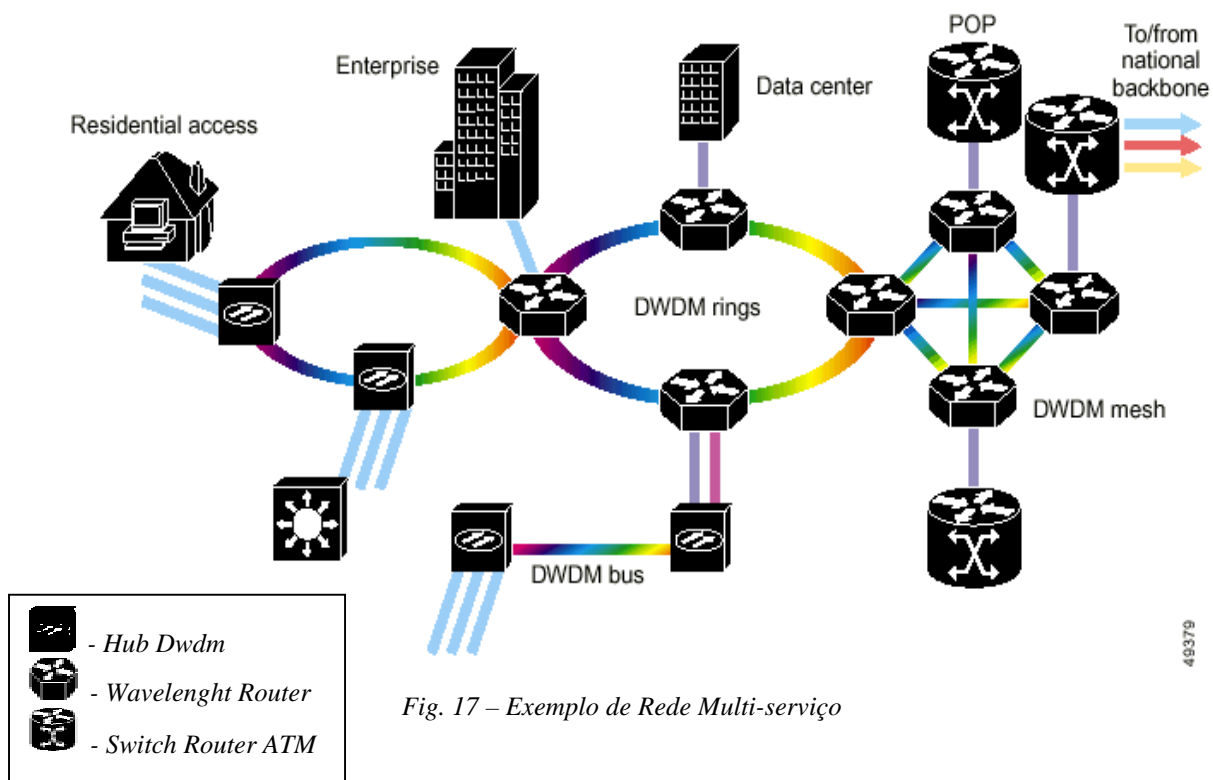 POP
To/from
national
backbone
Enterprise
Data center
Residential access
DWDM rings
DWDM mesh
DWDM bus
49379
- Hub Dwdm
- Wavelenght Router
- Switch Router ATM
Fig. 17 – Exemplo de Rede Multi-serviço